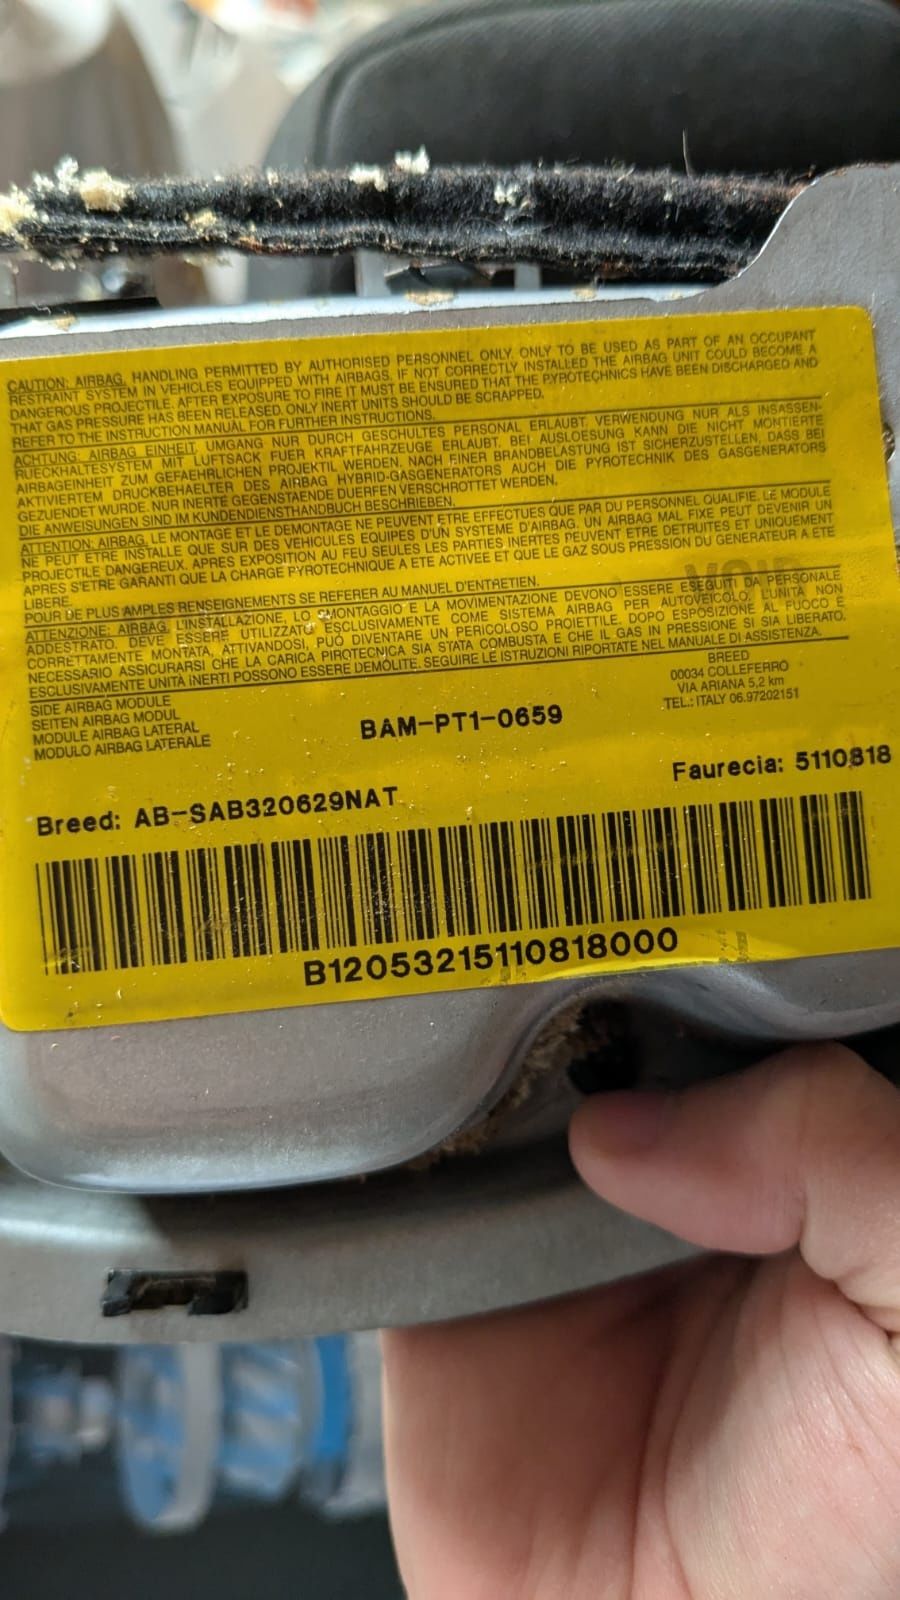 CAUTION: AIRBAG. HANDLING PERMITTED BY AUTHORISED PERSONNEL ONLY. ONLY TO BE USED AS PART OF AN OCCUPANT
RESTRAINT SYSTEM IN VEHICLES EQUIPPED WITH AIRBAGS. IF NOT CORRECTLY INSTALLED THE AIRBAG UNIT COULD BECOME A
DANGEROUS PROJECTILE. AFTER EXPOSURE TO FIRE IT MUST BE ENSURED THAT THE PYROTECHNICS HAVE BEEN DISCHARGED AND
THAT GAS PRESSURE HAS BEEN RELEASED. ONLY INERT UNITS SHOULD BE SCRAPPED.
REFER TO THE INSTRUCTION MANUAL FOR FURTHER INSTRUCTIONS.
ACHTUNG: AIRBAG EINHEIT, UMGANG NUR DURCH GESCHULTES PERSONAL ERLAUBT. VERWENDUNG NUR ALS INSASSEN-
RUECKHALTESYSTEM MIT LUFTSACK FUER KRAFTFAHRZEUGE ERLAUBT. BEI AUSLOESUNG KANN DIE NICHT MONTIERTE
AIRBAGEINHEIT ZUM GEFAEHRLICHEN PROJEKTIL WERDEN. NACH EINER BRANDBELASTUNG IST SICHERZUSTELLEN, DASS BEI
AKTIVIERTEM DRUCKBEHAELTER DES AIRBAG HYBRID-GASGENERATORS AUCH DIE PYROTECHNIK DES GASGENERATORS
GEZUENDET WURDE. NUR INERTE GEGENSTAENDE DUERFEN VERSCHROTTET WERDEN.
DIE ANWEISUNGEN SIND IM KUNDENDIENSTHANDBUCH BESCHRIEBEN.
ATTENTION: AIRBAG. LE MONTAGE ET LE DEMONTAGE NE PEUVENT ÊTRE EFFECTUES QUE PAR DU PERSONNEL QUALIFIE. LE MODULE
NE PEUT ÊTRE INSTALLE QUE SUR DES VEHICULES EQUIPES D'UN SYSTEME D'AIRBAG. UN AIRBAG MAL FIXE PEUT DEVENIR UN
PROJECTILE DANGEREUX. APRES EXPOSITION AU FEU SEULES LES PARTIES INERTES PEUVENT ÊTRE DETRUITES ET UNIQUEMENT
APRES S'ETRE GARANTI QUE LA CHARGE PYROTECHNIQUE A ETE ACTIVEE ET QUE LE GAZ SOUS PRESSION DU GENERATEUR A ETE
LIBERE.
POUR DE PLUS AMPLES RENSEIGNEMENTS SE REFERER AU MANUEL D'ENTRETIEN.
VOID
ATTENZIONE: AIRBAG. L'INSTALLAZIONE, LO SMONTAGGIO E LA MOVIMENTAZIONE DEVONO ESSERE ESEGUITI DA PERSONALE
ADDESTRATO. DEVE ESSERE UTILIZZATO ESCLUSIVAMENTE COME SISTEMA AIRBAG PER AUTOVEICOLO. L'UNITÀ NON
CORRETTAMENTE MONTATA, ATTIVANDOSI, PUÒ DIVENTARE UN PERICOLOSO PROIETTILE. DOPO ESPOSIZIONE AL FUOCO È
NECESSARIO ASSICURARSI CHE LA CARICA PIROTECNICA SIA STATA COMBUSTA E CHE IL GAS IN PRESSIONE SI SIA LIBERATO.
ESCLUSIVAMENTE UNITÀ INERTI POSSONO ESSERE DEMOLITE. SEGUIRE LE ISTRUZIONI RIPORTATE NEL MANUALE DI ASSISTENZA.
SIDE AIRBAG MODULE
SEITEN AIRBAG MODUL
MODULE AIRBAG LATERAL
MODULO AIRBAG LATERALE
BAM-PT1-0659
BREED
00034 COLLEFERRO
VIA ARIANA 5,2 km
TEL.: ITALY 06.97202151
Breed: AB-SAB320629NAT
Faurecia: 5110818
B12053215110818000